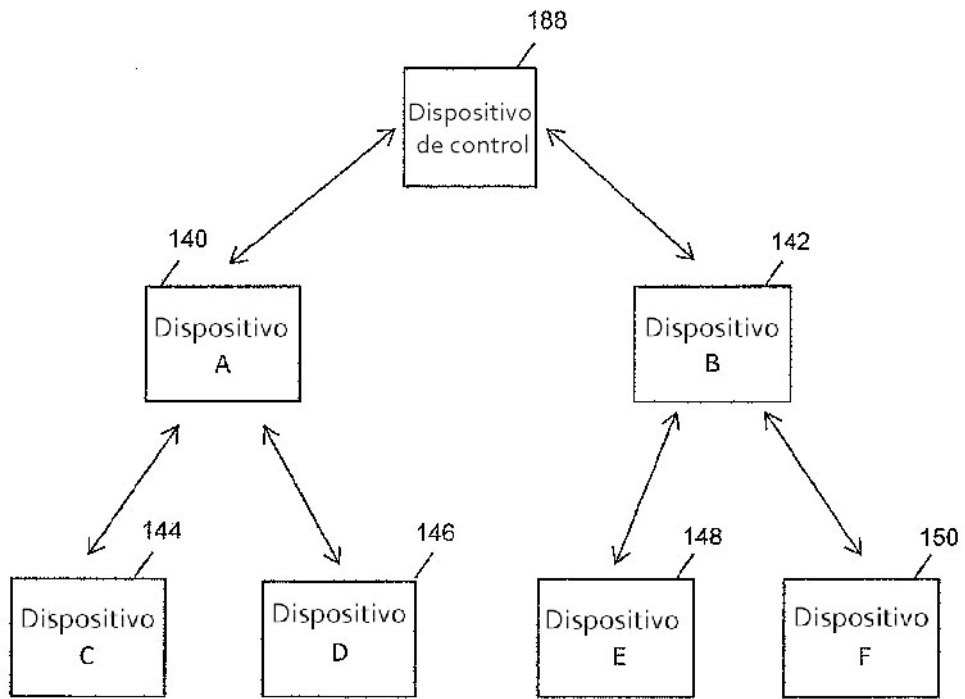 188
Dispositivo
de control
140
142
Dispositivo
A
Dispositivo
B
144
146
148
150
Dispositivo
C
Dispositivo
D
Dispositivo
E
Dispositivo
F